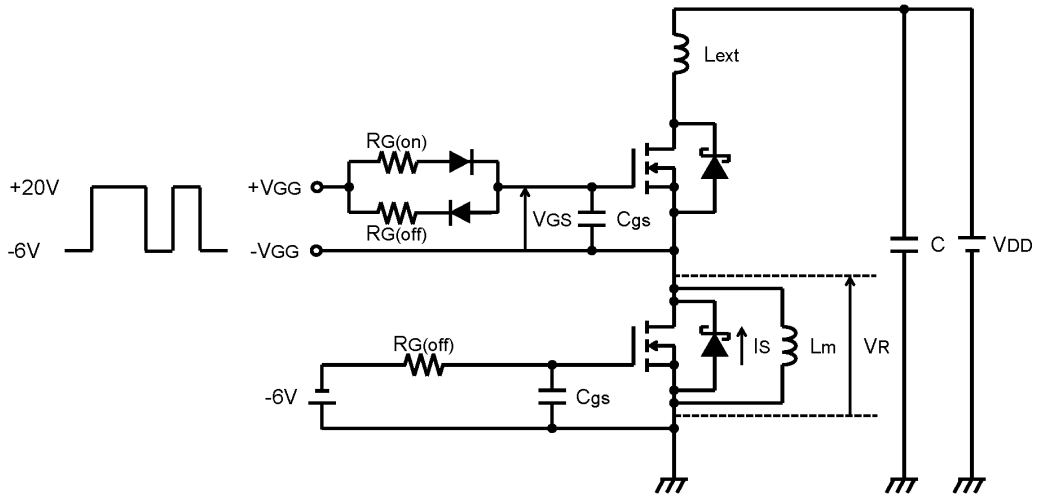 Lext
RG(on)
+20V
-6V
+VGG
RG(off)
-VGG
VGS
Cgs
C
VDD
RG(off)
-6V
Cgs
IS
Lm
VR